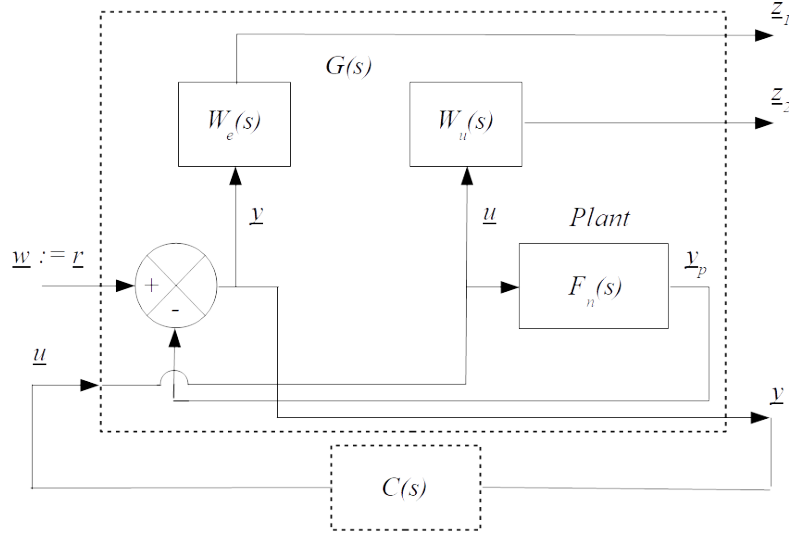 z1
G(s)
We(s)
Wu(s)
z2
v
u
Plant
w := r
+
-
Fn(s)
yp
u
v
C(s)